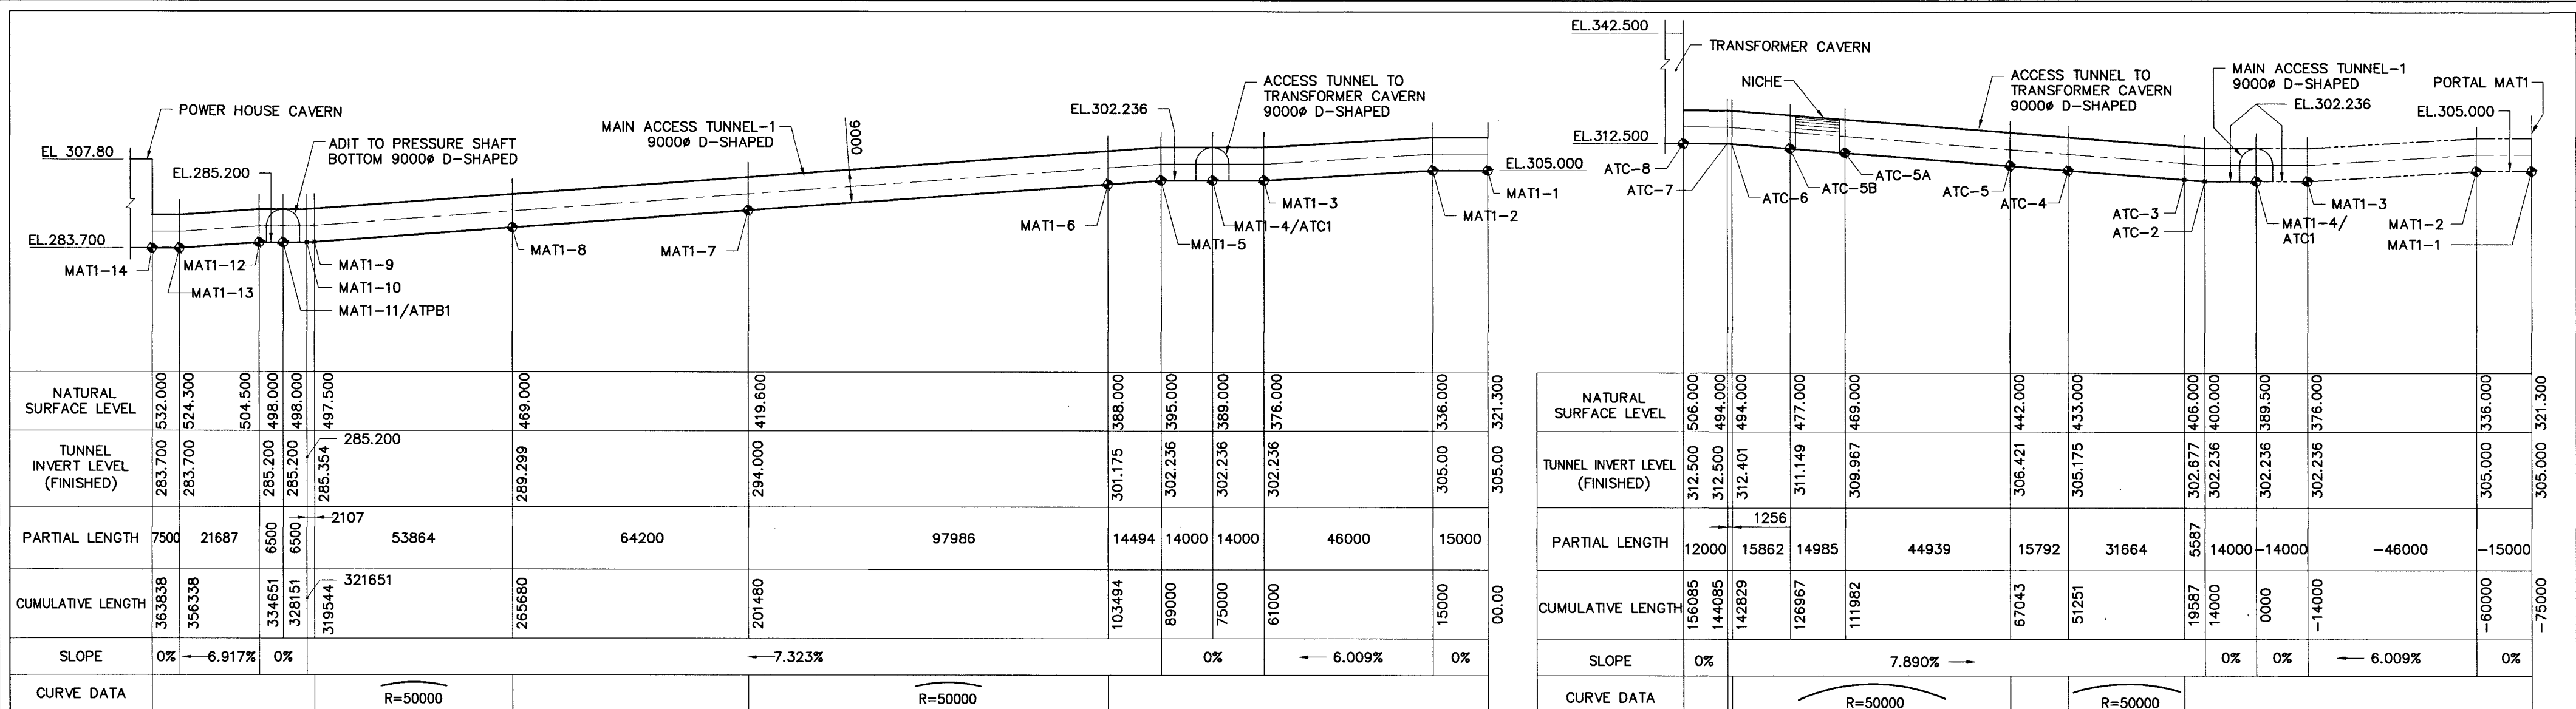 EL 307.80
POWER HOUSE CAVERN
EL.285.200
ADIT TO PRESSURE SHAFT
BOTTOM 9000ø D-SHAPED
MAIN ACCESS TUNNEL-1
9000ø D-SHAPED
9000
EL.302.236
ACCESS TUNNEL TO
TRANSFORMER CAVERN
9000ø D-SHAPED
EL.305.000
EL.283.700
MAT1-14
MAT1-13
MAT1-12
MAT1-11/ATPB1
MAT1-10
MAT1-9
MAT1-8
MAT1-7
MAT1-6
MAT1-5
MAT1-4/ATC1
MAT1-3
MAT1-2
MAT1-1
NATURAL
SURFACE LEVEL
532.000 524.300 504.500 498.000 498.000 497.500 469.000 419.600 388.000 395.000 389.000 376.000 336.000 321.300
TUNNEL
INVERT LEVEL
(FINISHED)
283.700 283.700 285.200 285.200 285.200 285.354 289.299 294.000 301.175 302.236 302.236 302.236 305.00 305.00
PARTIAL LENGTH
7500 21687 6500 6500 2107 53864 64200 97986 14494 14000 14000 46000 15000
CUMULATIVE LENGTH
363838 356338 334651 328151 321651 319544 265680 201480 103494 89000 75000 61000 15000 00.00
SLOPE 0% 6.917% 0% 7.323% 0% 6.009% 0%
CURVE DATA R=50000 R=50000
EL.342.500
TRANSFORMER CAVERN
NICHE
ACCESS TUNNEL TO
TRANSFORMER CAVERN
9000ø D-SHAPED
MAIN ACCESS TUNNEL-1
9000ø D-SHAPED
EL.302.236
PORTAL MAT1
EL.305.000
EL.312.500
ATC-8
ATC-7
ATC-6
ATC-5B
ATC-5A
ATC-5
ATC-4
ATC-3
ATC-2
MAT1-4/
ATC1
MAT1-3
MAT1-2
MAT1-1
NATURAL
SURFACE LEVEL
506.000 494.000 494.000 477.000 469.000 442.000 433.000 406.000 400.000 389.500 376.000 336.000 321.300
TUNNEL INVERT LEVEL
(FINISHED)
312.500 312.500 312.401 311.149 309.967 306.421 305.175 302.677 302.236 302.236 302.236 305.000 305.000
PARTIAL LENGTH
12000 1256 15862 14985 44939 15792 31664 5587 14000 -14000 -46000 -15000
CUMULATIVE LENGTH
156085 144085 142829 126967 111982 67043 51251 19587 14000 0000 -14000 -60000 -75000
SLOPE 0% 7.890% 0% 0% 6.009% 0%
CURVE DATA R=50000 R=50000